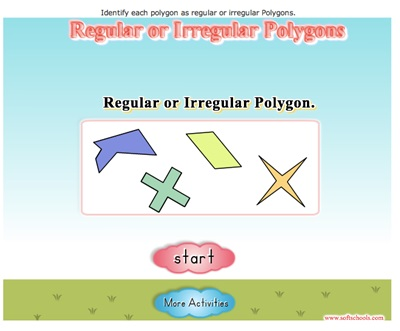 Identify each polygon as regular or irregular Polygons.
Regular or Irregular Polygons
Regular or Irregular Polygon.
start
More Activities
www.softschools.com